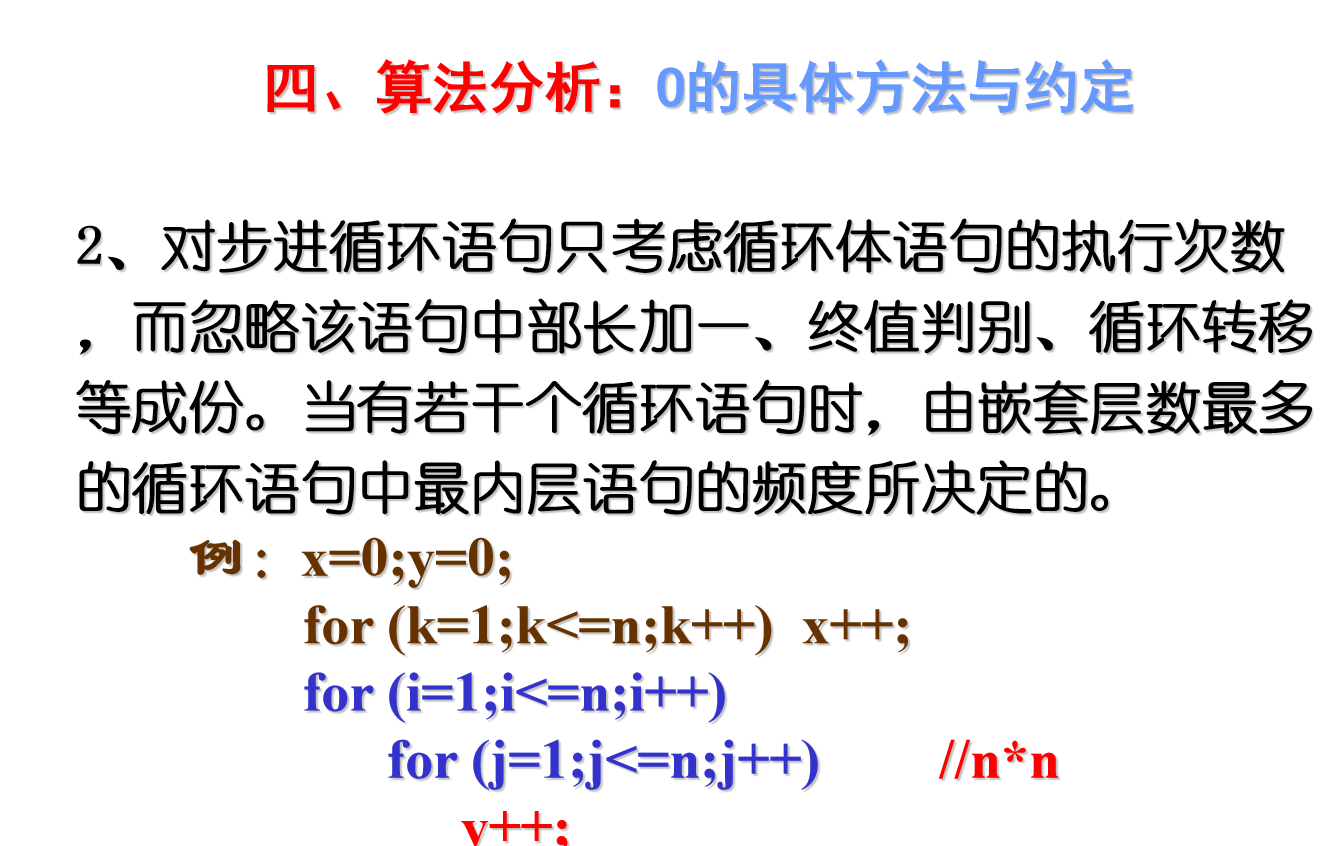 四、算法分析：O的具体方法与约定
2、对步进循环语句只考虑循环体语句的执行次数
，而忽略该语句中部长加一、终值判别、循环转移
等成份。当有若干个循环语句时，由嵌套层数最多
的循环语句中最内层语句的频度所决定的。
例：x=0;y=0;
for (k=1;k<=n;k++) x++;
for (i=1;i<=n;i++)
for (j=1;j<=n;j++) //n*n
y++;